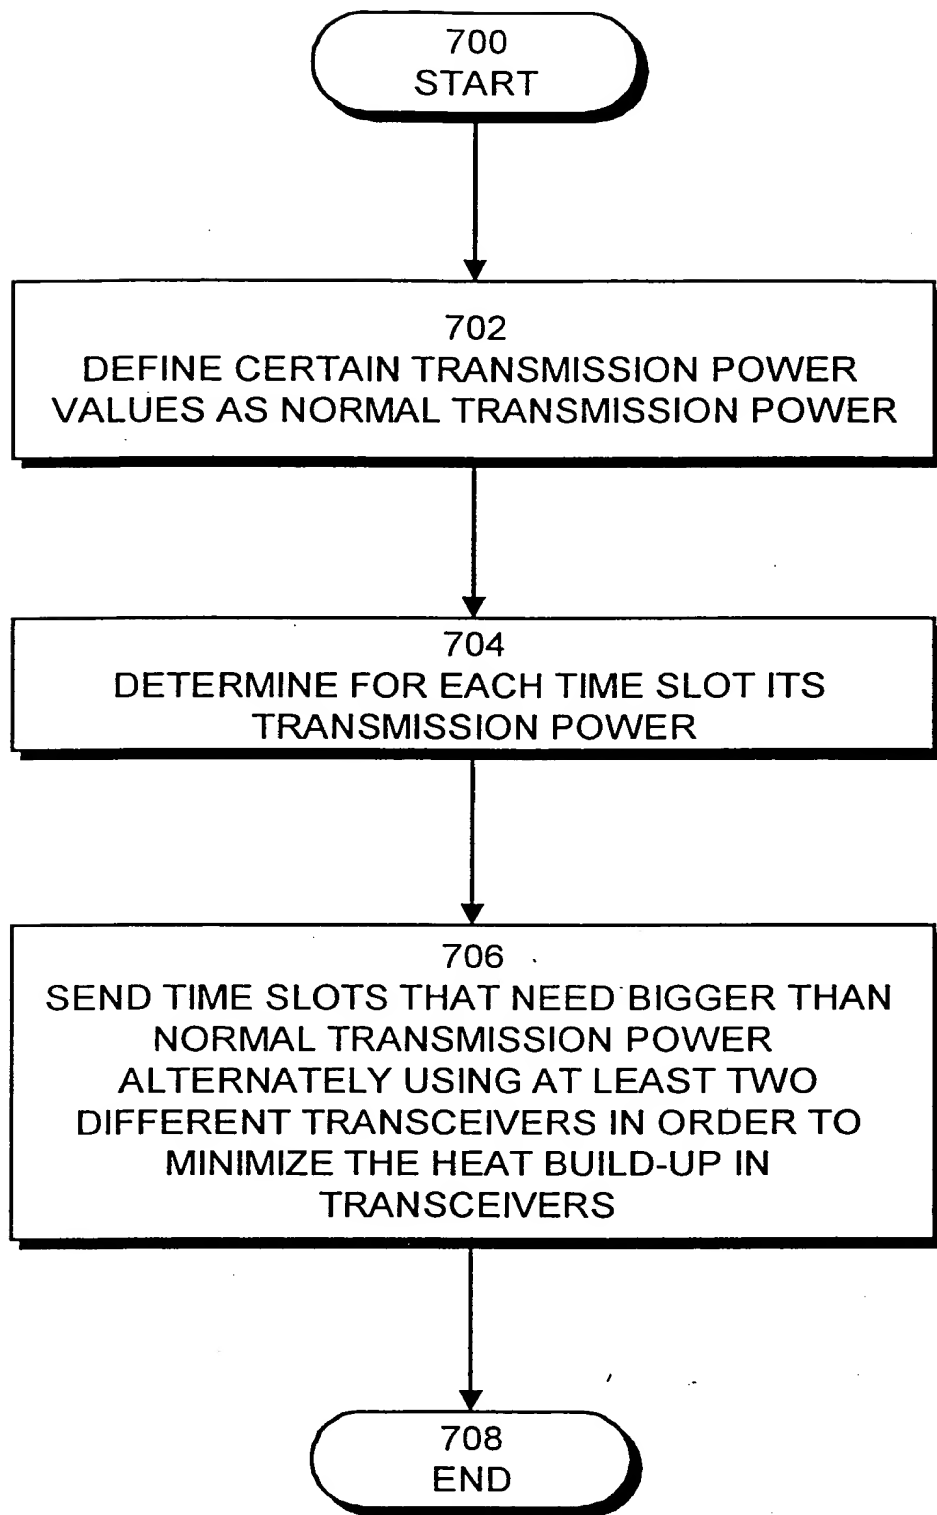 700
START
702
DEFINE CERTAIN TRANSMISSION POWER
VALUES AS NORMAL TRANSMISSION POWER
704
DETERMINE FOR EACH TIME SLOT ITS
TRANSMISSION POWER
706
SEND TIME SLOTS THAT NEED BIGGER THAN
NORMAL TRANSMISSION POWER
ALTERNATELY USING AT LEAST TWO
DIFFERENT TRANSCEIVERS IN ORDER TO
MINIMIZE THE HEAT BUILD-UP IN
TRANSCEIVERS
708
END